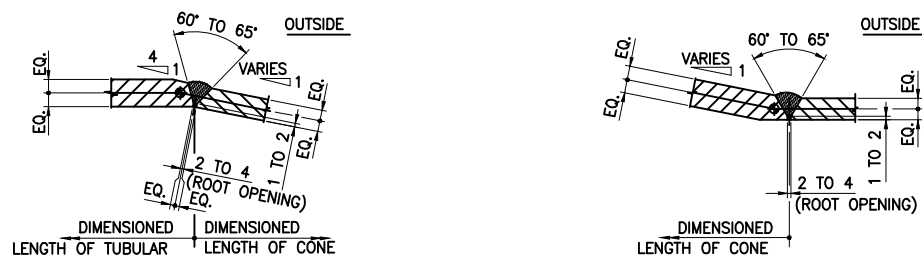 60° TO 65°
OUTSIDE
4
1
VARIES
1
EQ.
EQ.
EQ.
EQ.
1 TO 2
2 TO 4
(ROOT OPENING)
EQ.
EQ.
DIMENSIONED
LENGTH OF TUBULAR
DIMENSIONED
LENGTH OF CONE
OUTSIDE
VARIES
1
60° TO 65°
EQ.
EQ.
EQ.
EQ.
1 TO 2
2 TO 4
(ROOT OPENING)
DIMENSIONED
LENGTH OF CONE